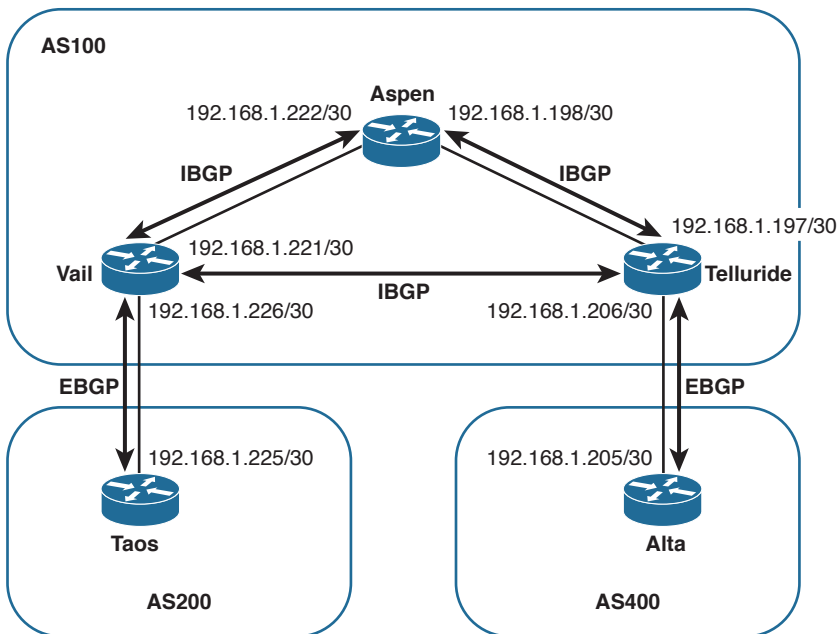 AS100
Aspen
192.168.1.222/30
192.168.1.198/30
IBGP
IBGP
192.168.1.197/30
192.168.1.221/30
Vail
Telluride
IBGP
192.168.1.226/30
192.168.1.206/30
EBGP
EBGP
192.168.1.225/30
192.168.1.205/30
Taos
Alta
AS200
AS400